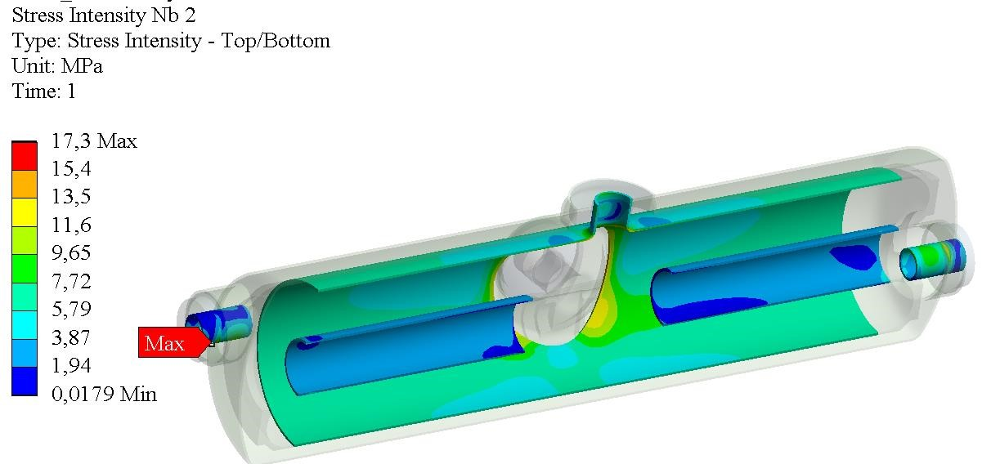 Stress Intensity Nb 2
Type: Stress Intensity - Top/Bottom
Unit: MPa
Time: 1
17,3 Max
15,4
13,5
11,6
9,65
7,72
5,79
3,87
1,94
0,0179 Min
Max